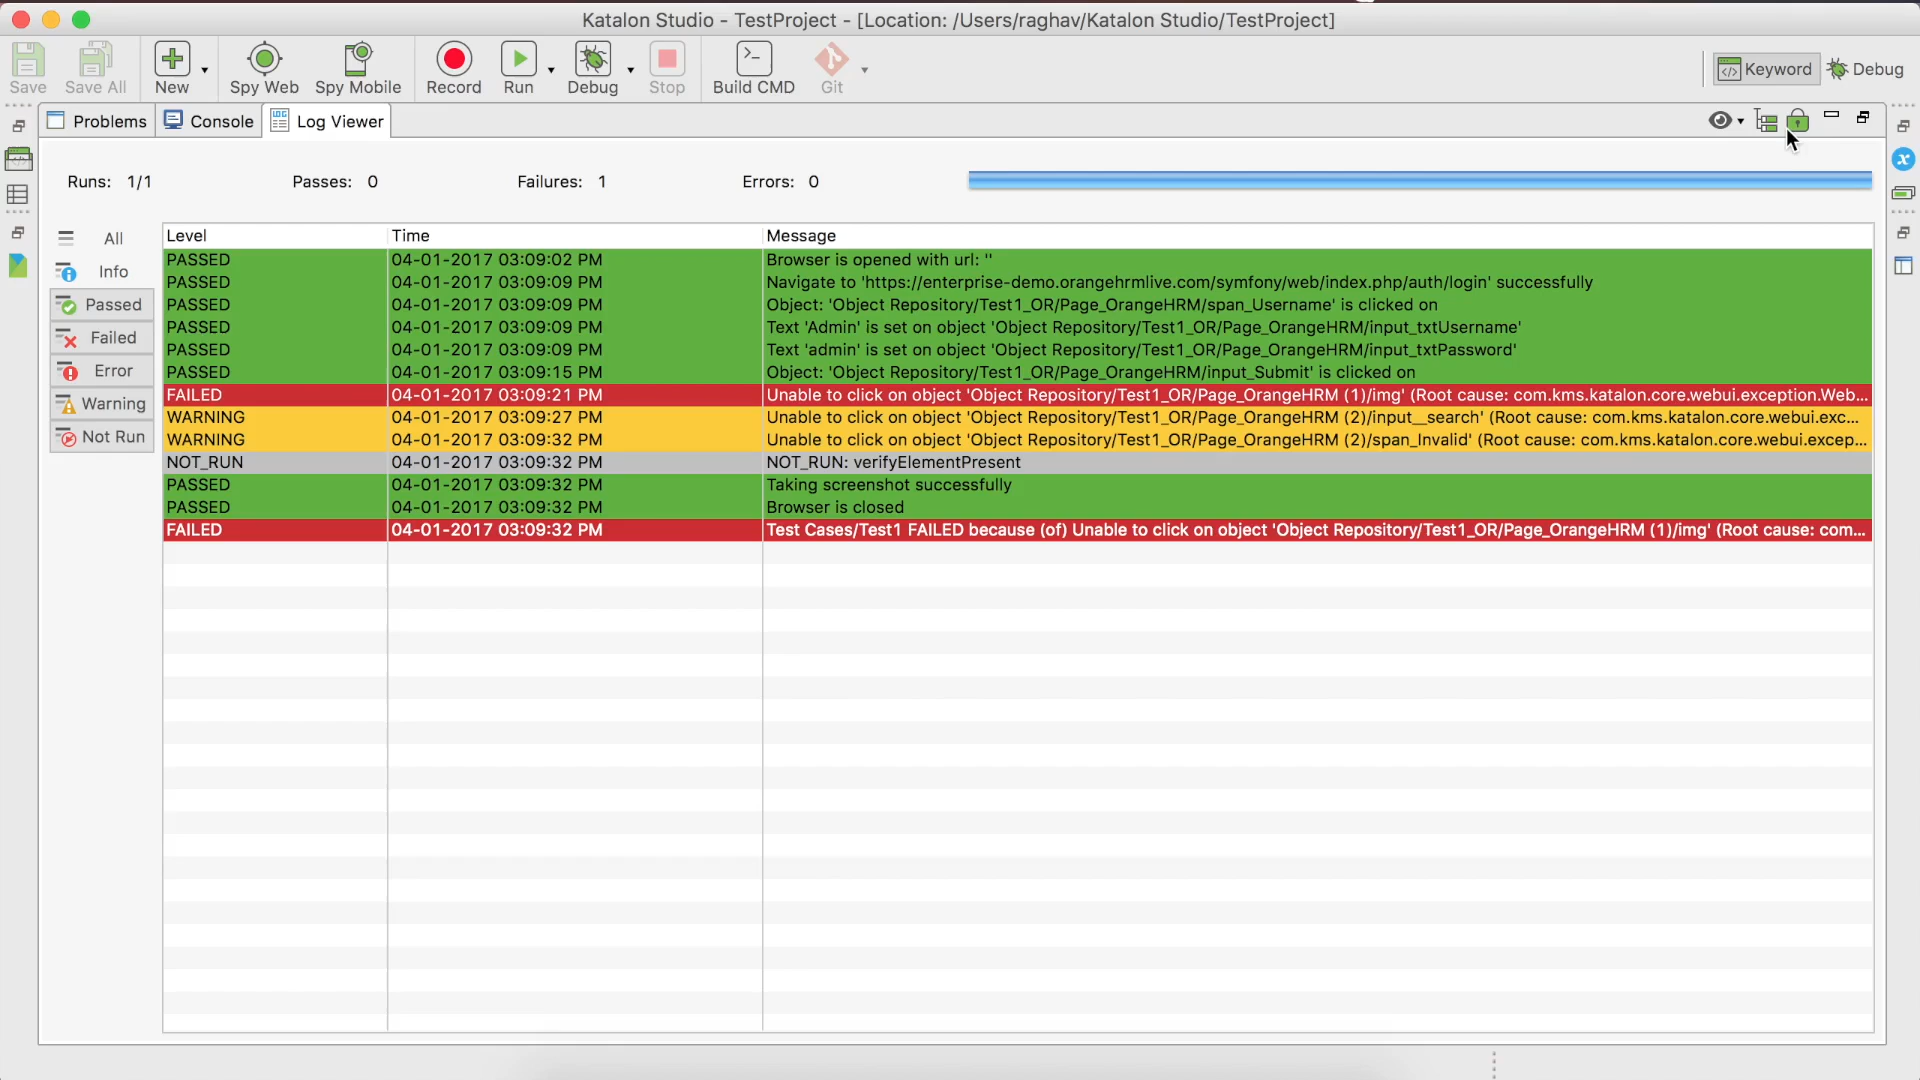 Katalon Studio - TestProject - [Location: /Users/raghav/Katalon Studio/TestProject]
Save Save All New Spy Web Spy Mobile Record Run Debug Stop Build CMD Git Keyword Debug
Problems Console Log Viewer
Runs: 1/1 Passes: 0 Failures: 1 Errors: 0
All
Info
Passed
Failed
Error
Warning
Not Run
Level Time Message
PASSED 04-01-2017 03:09:02 PM Browser is opened with url: ''
PASSED 04-01-2017 03:09:09 PM Navigate to 'https://enterprise-demo.orangehrmlive.com/symfony/web/index.php/auth/login' successfully
PASSED 04-01-2017 03:09:09 PM Object: 'Object Repository/Test1_OR/Page_OrangeHRM/span_Username' is clicked on
PASSED 04-01-2017 03:09:09 PM Text 'Admin' is set on object 'Object Repository/Test1_OR/Page_OrangeHRM/input_txtUsername'
PASSED 04-01-2017 03:09:09 PM Text 'admin' is set on object 'Object Repository/Test1_OR/Page_OrangeHRM/input_txtPassword'
PASSED 04-01-2017 03:09:15 PM Object: 'Object Repository/Test1_OR/Page_OrangeHRM/input_Submit' is clicked on
FAILED 04-01-2017 03:09:21 PM Unable to click on object 'Object Repository/Test1_OR/Page_OrangeHRM (1)/img' (Root cause: com.kms.katalon.core.webui.exception.Web...
WARNING 04-01-2017 03:09:27 PM Unable to click on object 'Object Repository/Test1_OR/Page_OrangeHRM (2)/input__search' (Root cause: com.kms.katalon.core.webui.exc...
WARNING 04-01-2017 03:09:32 PM Unable to click on object 'Object Repository/Test1_OR/Page_OrangeHRM (2)/span_Invalid' (Root cause: com.kms.katalon.core.webui.excep...
NOT_RUN 04-01-2017 03:09:32 PM NOT_RUN: verifyElementPresent
PASSED 04-01-2017 03:09:32 PM Taking screenshot successfully
PASSED 04-01-2017 03:09:32 PM Browser is closed
FAILED 04-01-2017 03:09:32 PM Test Cases/Test1 FAILED because (of) Unable to click on object 'Object Repository/Test1_OR/Page_OrangeHRM (1)/img' (Root cause: com...